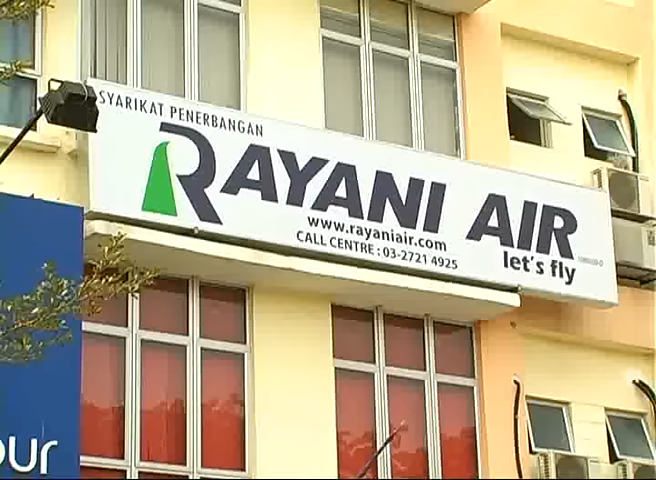 SYARIKAT PENERBANGAN
RAYANI AIR
www.rayaniair.com
CALL CENTRE : 03-2721 4925
let's fly
our